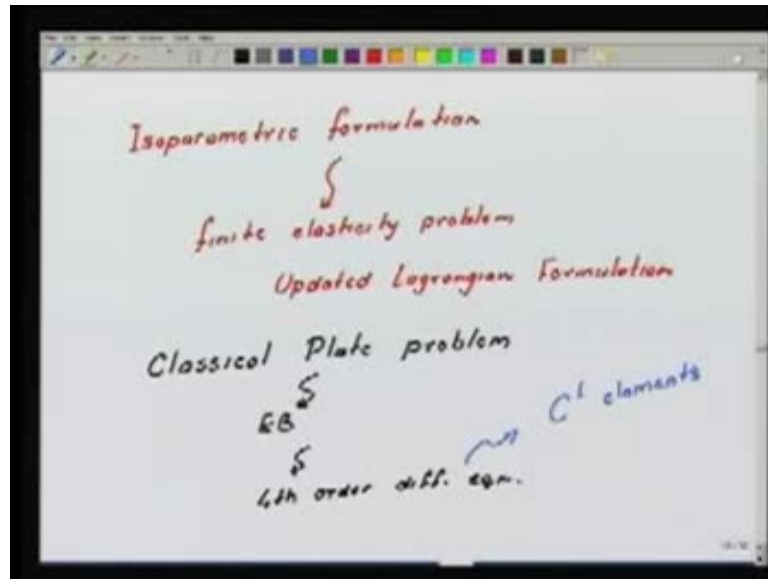 Isoparametric formulation
finite elasticity problem
Updated Lagrangian Formulation
Classical Plate problem
EB
4th order diff. eqn.
C¹ elements